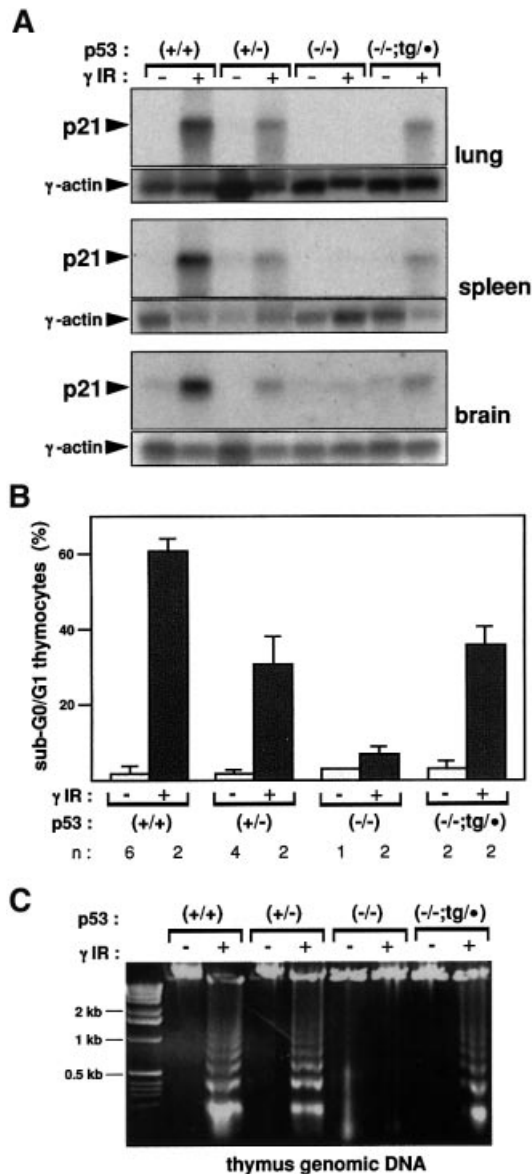 A
p53 : (+/+) (+/-) (-/-) (-/-;tg/•)
γ IR : - + - + - + - +
p21
lung
γ-actin
p21
spleen
γ-actin
p21
brain
γ-actin
B
sub-G0/G1 thymocytes (%)
60
40
20
γ IR : - + - + - + - +
p53 : (+/+) (+/-) (-/-) (-/-;tg/•)
n : 6 2 4 2 1 2 2 2
C
p53 : (+/+) (+/-) (-/-) (-/-;tg/•)
γ IR : - + - + - + - +
2 kb
1 kb
0.5 kb
thymus genomic DNA